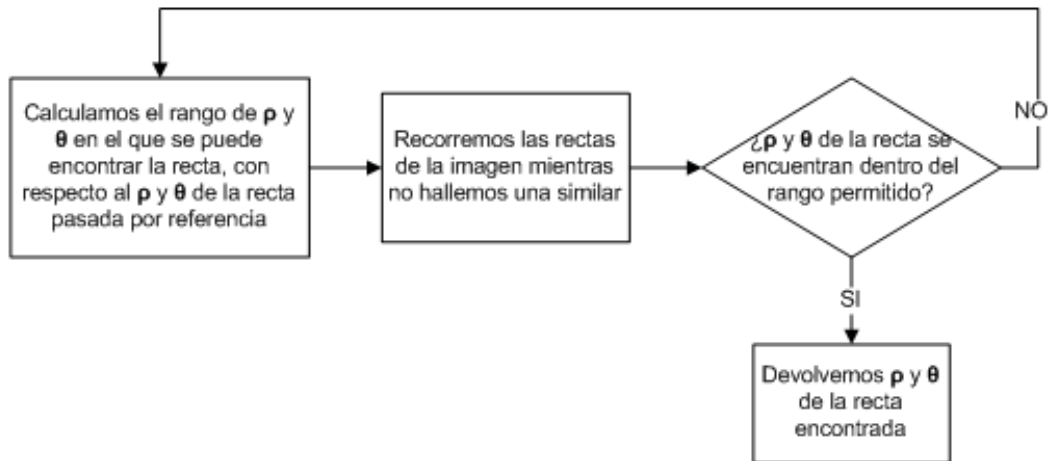 Calculamos el rango de ρ y
θ en el que se puede
encontrar la recta, con
respecto al ρ y θ de la recta
pasada por referencia
Recorremos las rectas
de la imagen mientras
no hallemos una similar
¿ρ y θ de la recta se
encuentran dentro del
rango permitido?
NO
SI
Devolvemos ρ y θ
de la recta
encontrada